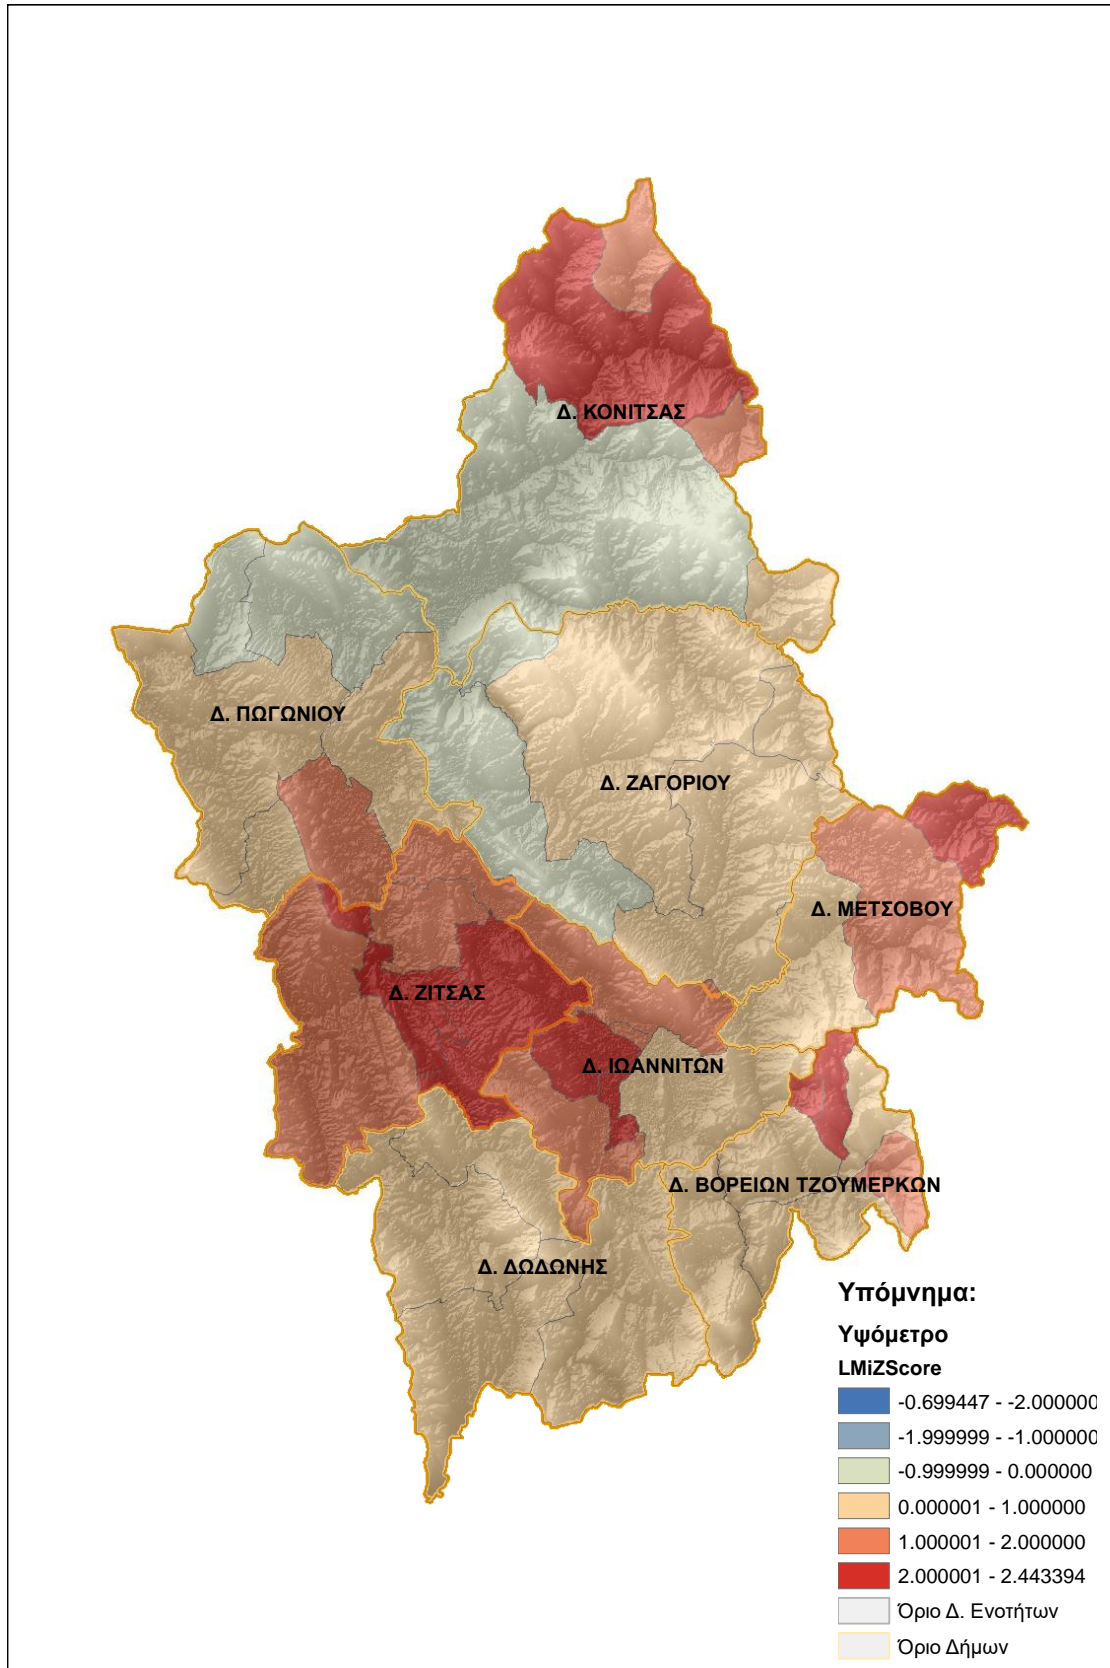 Δ. ΚΟΝΙΤΣΑΣ
Δ. ΠΩΓΩΝΙΟΥ
Δ. ΖΑΓΟΡΙΟΥ
Δ. ΜΕΤΣΟΒΟΥ
Δ. ΖΙΤΣΑΣ
Δ. ΙΩΑΝΝΙΤΩΝ
Δ. ΒΟΡΕΙΩΝ ΤΖΟΥΜΕΡΚΩΝ
Δ. ΔΩΔΩΝΗΣ
Υπόμνημα:
Υψόμετρο
LMiZScore
-0.699447 - -2.000000
-1.999999 - -1.000000
-0.999999 - 0.000000
0.000001 - 1.000000
1.000001 - 2.000000
2.000001 - 2.443394
Όριο Δ. Ενοτήτων
Όριο Δήμων